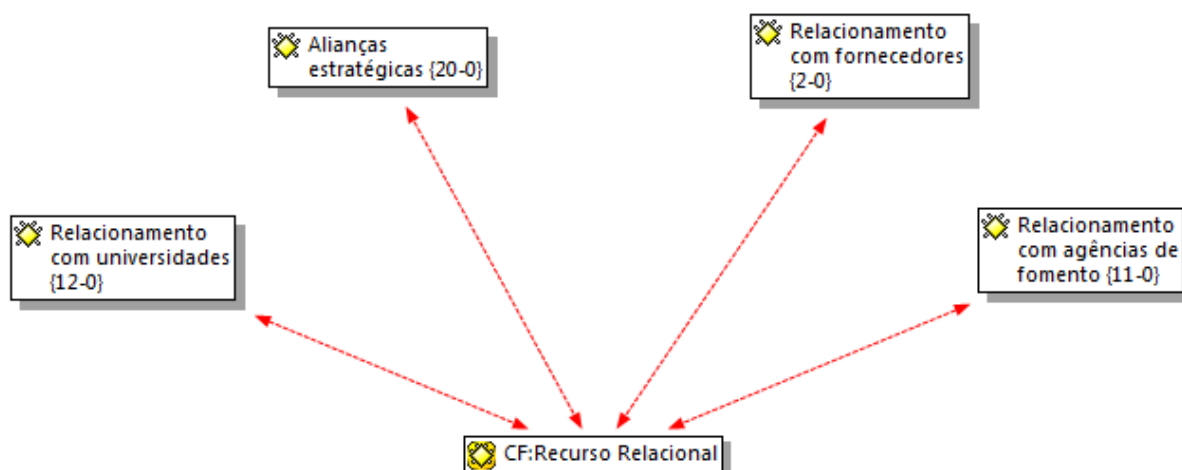 Alianças
estratégicas {20-0}
Relacionamento
com fornecedores
{2-0}
Relacionamento
com universidades
{12-0}
Relacionamento
com agências de
fomento {11-0}
CF:Recurso Relacional